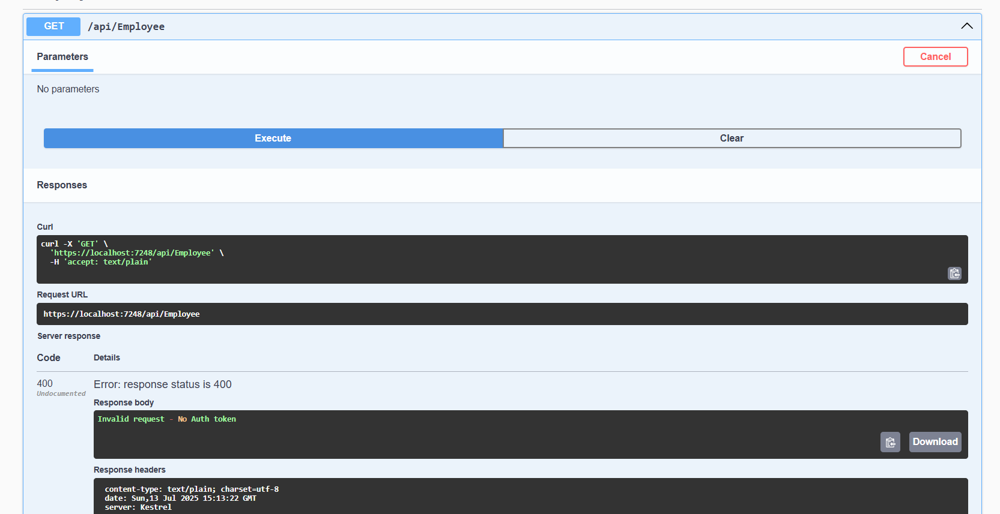 GET /api/Employee
Parameters
Cancel
No parameters
Execute
Clear
Responses
Curl
curl -X 'GET' \
'https://localhost:7248/api/Employee' \
-H 'accept: text/plain'
Request URL
https://localhost:7248/api/Employee
Server response
Code Details
400
Undocumented
Error: response status is 400
Response body
Invalid request - No Auth token
Download
Response headers
content-type: text/plain; charset=utf-8
date: Sun,13 Jul 2025 15:13:22 GMT
server: Kestrel